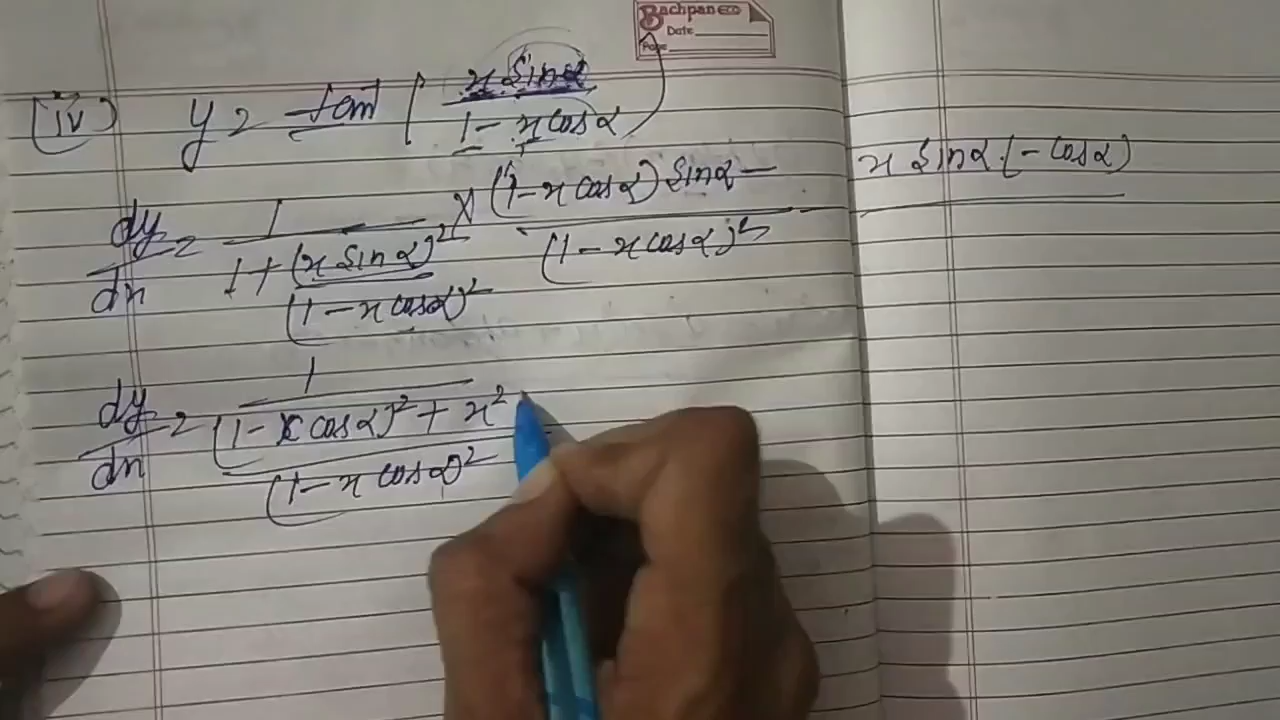 Bachpan
Date
Page
(iv) y = tan⁻¹ ( x sinα / 1 - x cosα )
dy/dx = 1 / 1 + (x sinα)² / (1 - x cosα)² × (1 - x cosα) sinα - x sinα.(-cosα) / (1 - x cosα)²
dy/dx = 1 / (1 - x cosα)² + x² / (1 - x cosα)²